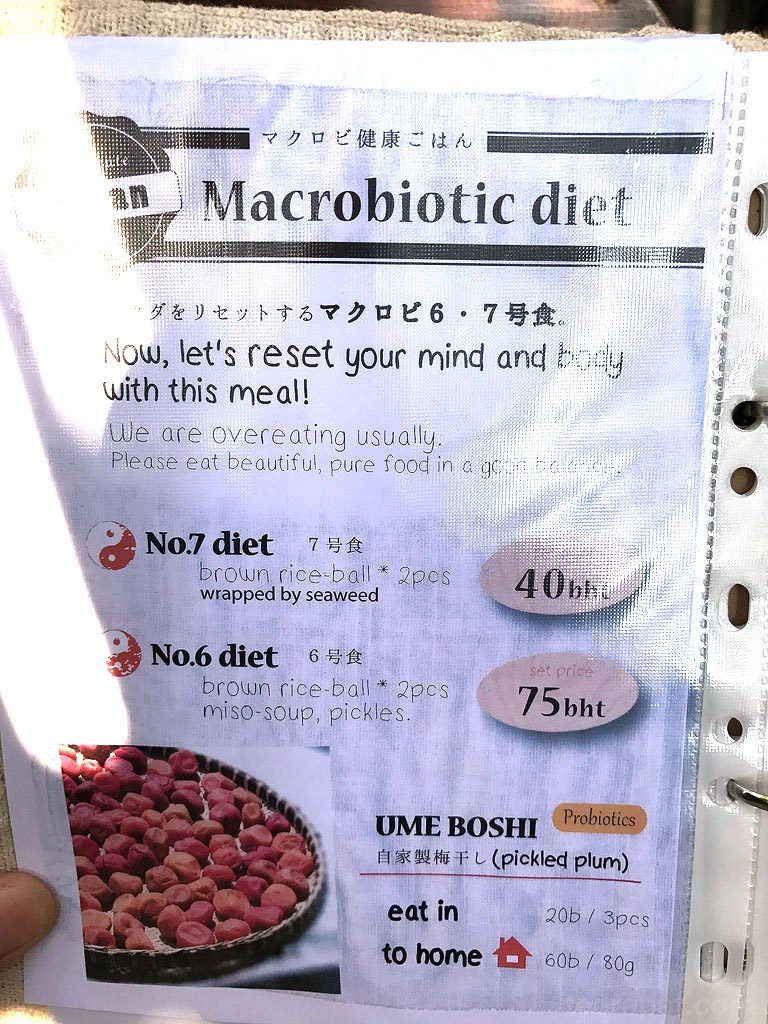 マクロビ健康ごはん
Macrobiotic diet
ダをリセットするマクロビ6・7号食。
Now, let's reset your mind and body
with this meal!
We are overeating usually.
Please eat beautiful, pure food in a good balance.
No.7 diet 7号食
brown rice-ball * 2pcs
wrapped by seaweed
40bht
No.6 diet 6号食
brown rice-ball * 2pcs
miso-soup, pickles.
set price
75bht
UME BOSHI Probiotics
自家製梅干し(pickled plum)
eat in 20b / 3pcs
to home 60b / 80g